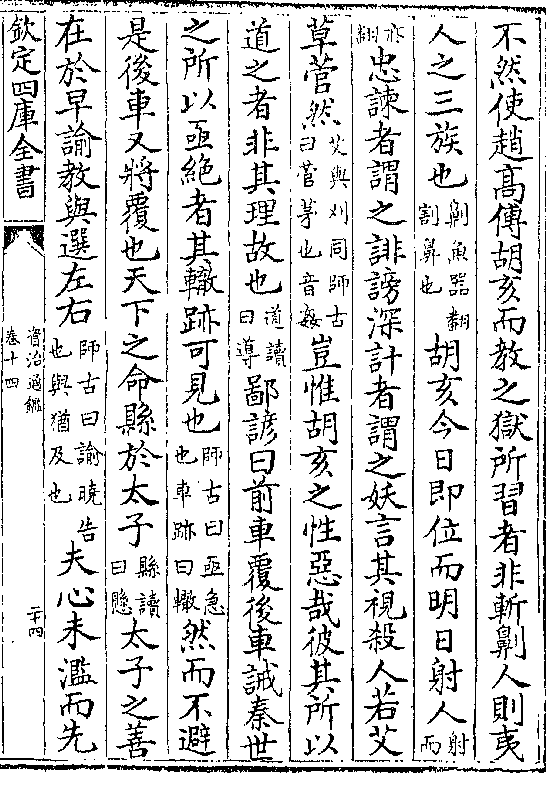 不然使趙髙傅胡亥而教之獄所習者非斬劓人則夷
人之三族也劓魚器翻割鼻也胡亥今日即位而明日射人射而
亦翻忠諫者謂之誹謗深計者謂之妖言其視殺人若艾
草菅然艾與刈同師古曰菅茅也音姦豈惟胡亥之性惡哉彼其所以
道之者非其理故也道讀曰導鄙諺曰前車覆後車誡秦世
之所以亟絶者其轍跡可見也師古曰亟急也車跡曰轍然而不避
是後車又將覆也天下之命縣於太子縣讀曰懸太子之善
在於早諭教與選左右師古曰諭曉告也與猶及也夫心未濫而先
欽定四庫全書
資治通鑑
卷十四
二十四